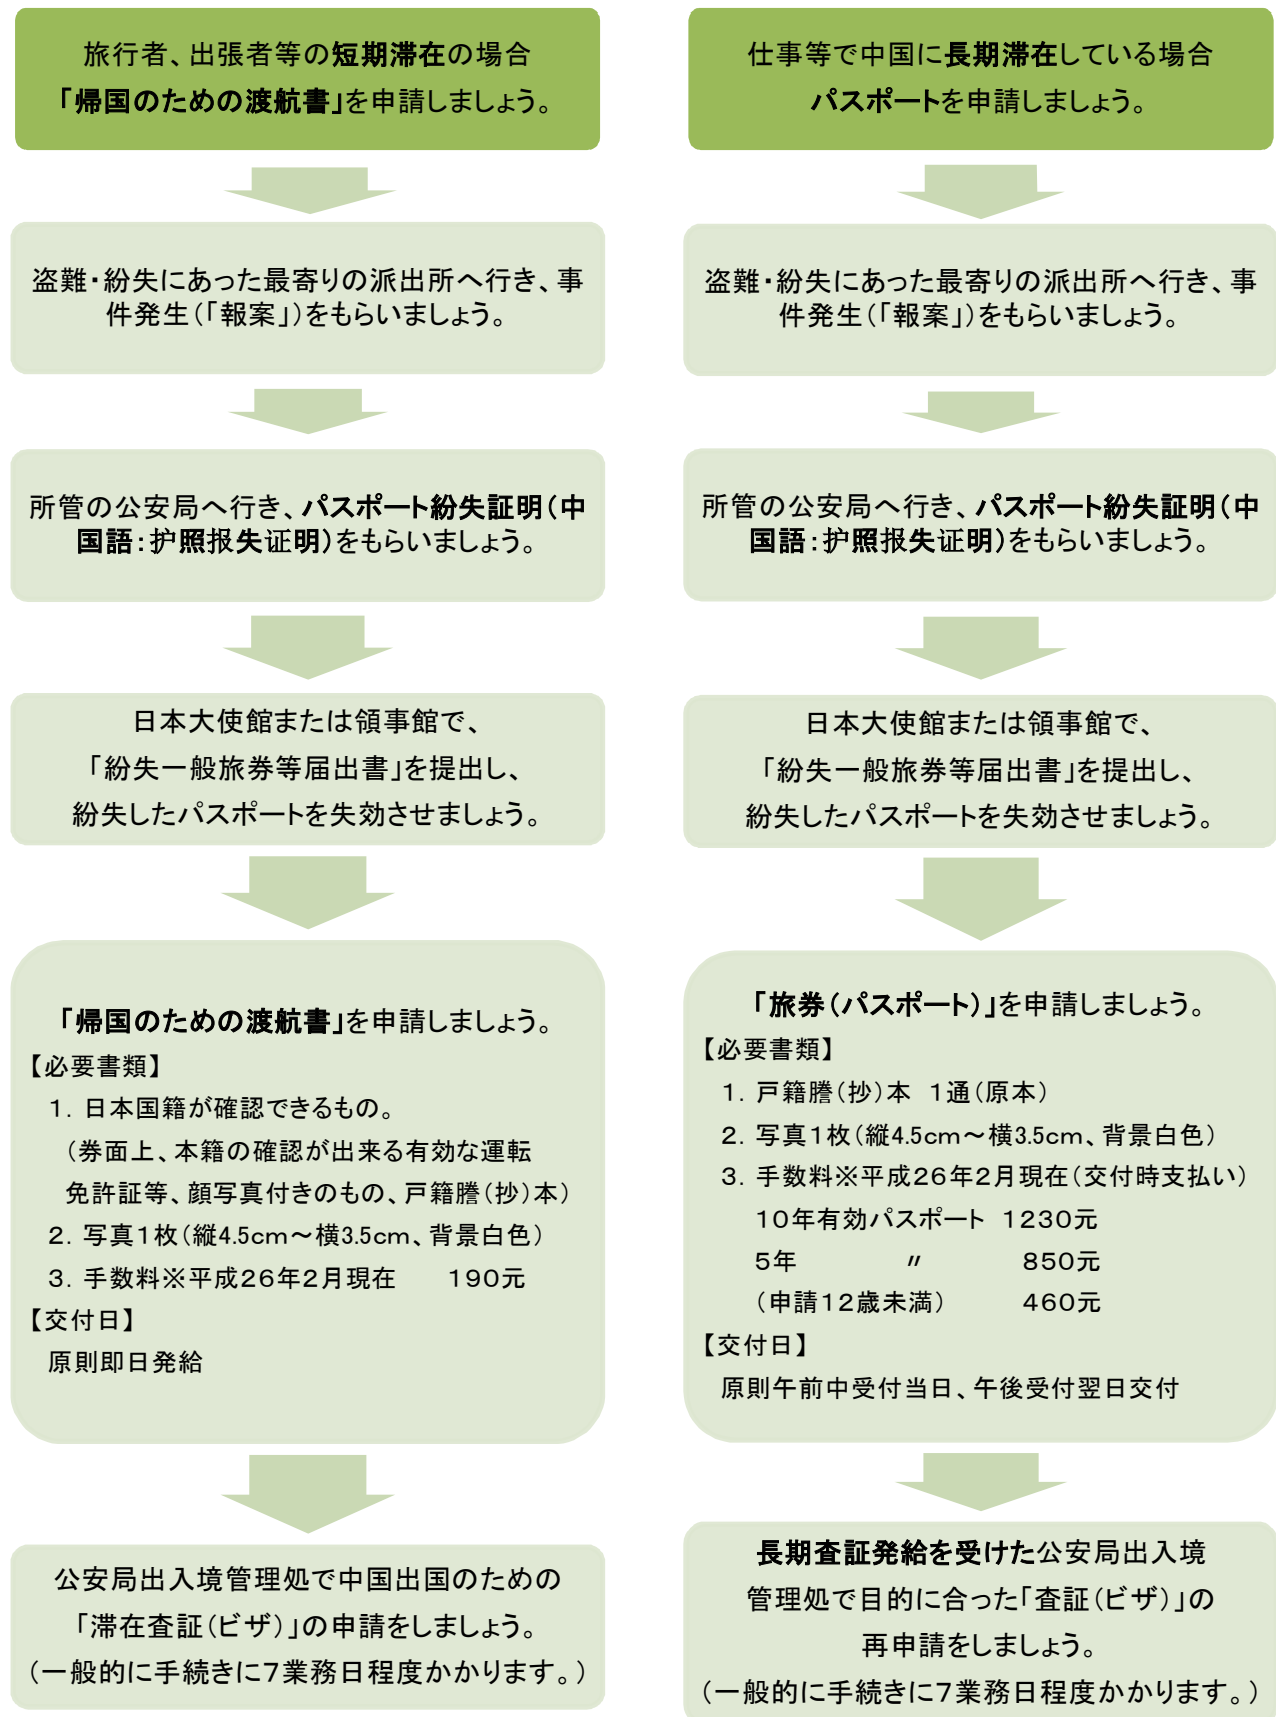 旅行者、出張者等の短期滞在の場合
「帰国のための渡航書」を申請しましょう。
盗難・紛失にあった最寄りの派出所へ行き、事
件発生（「報案」）をもらいましょう。
所管の公安局へ行き、パスポート紛失証明（中
国語：护照报失证明）をもらいましょう。
日本大使館または領事館で、
「紛失一般旅券等届出書」を提出し、
紛失したパスポートを失効させましょう。
「帰国のための渡航書」を申請しましょう。
【必要書類】
１．日本国籍が確認できるもの。
（券面上、本籍の確認が出来る有効な運転
免許証等、顔写真付きのもの、戸籍謄（抄）本）
２．写真１枚（縦4.5cm～横3.5cm、背景白色）
３．手数料※平成２６年２月現在　１９０元
【交付日】
原則即日発給
公安局出入境管理処で中国出国のための
「滞在査証（ビザ）」の申請をしましょう。
（一般的に手続きに７業務日程度かかります。）
仕事等で中国に長期滞在している場合
パスポートを申請しましょう。
盗難・紛失にあった最寄りの派出所へ行き、事
件発生（「報案」）をもらいましょう。
所管の公安局へ行き、パスポート紛失証明（中
国語：护照报失证明）をもらいましょう。
日本大使館または領事館で、
「紛失一般旅券等届出書」を提出し、
紛失したパスポートを失効させましょう。
「旅券（パスポート）」を申請しましょう。
【必要書類】
１．戸籍謄（抄）本　１通（原本）
２．写真１枚（縦4.5cm～横3.5cm、背景白色）
３．手数料※平成２６年２月現在（交付時支払い）
１０年有効パスポート　１２３０元
５年　〃　８５０元
（申請１２歳未満）　４６０元
【交付日】
原則午前中受付当日、午後受付翌日交付
長期査証発給を受けた公安局出入境
管理処で目的に合った「査証（ビザ）」の
再申請をしましょう。
（一般的に手続きに７業務日程度かかります。）